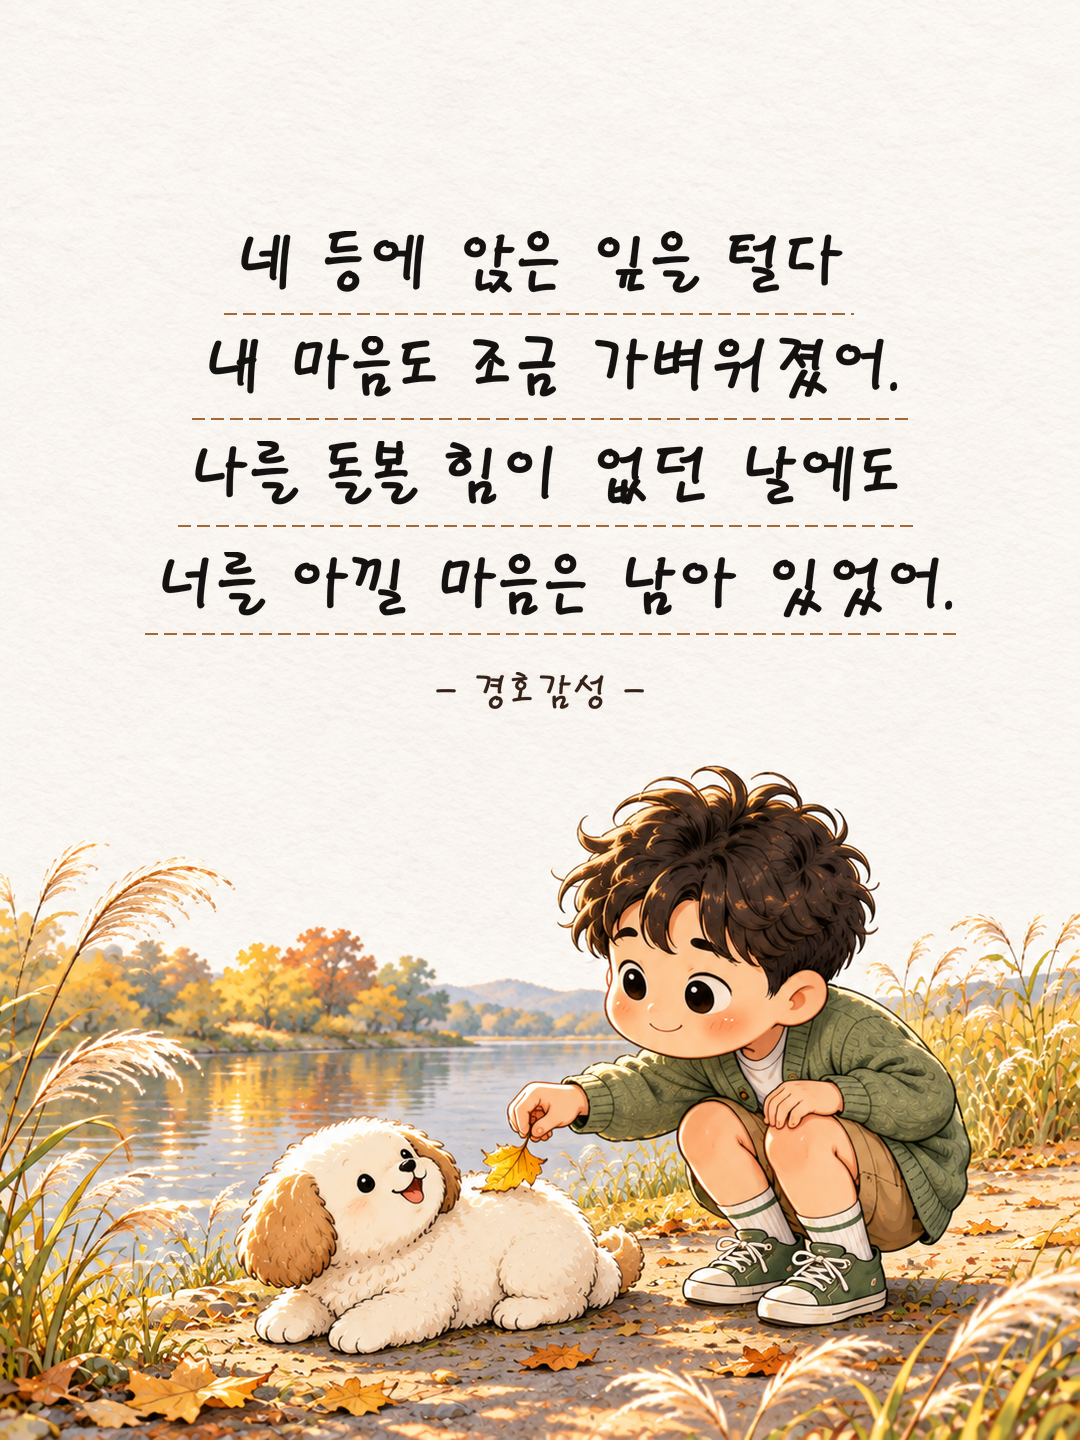 네 등에 앉은 잎을 털다
내 마음도 조금 가벼워졌어.
나를 돌볼 힘이 없던 날에도
너를 아낄 마음은 남아 있었어.
- 경호감성 -